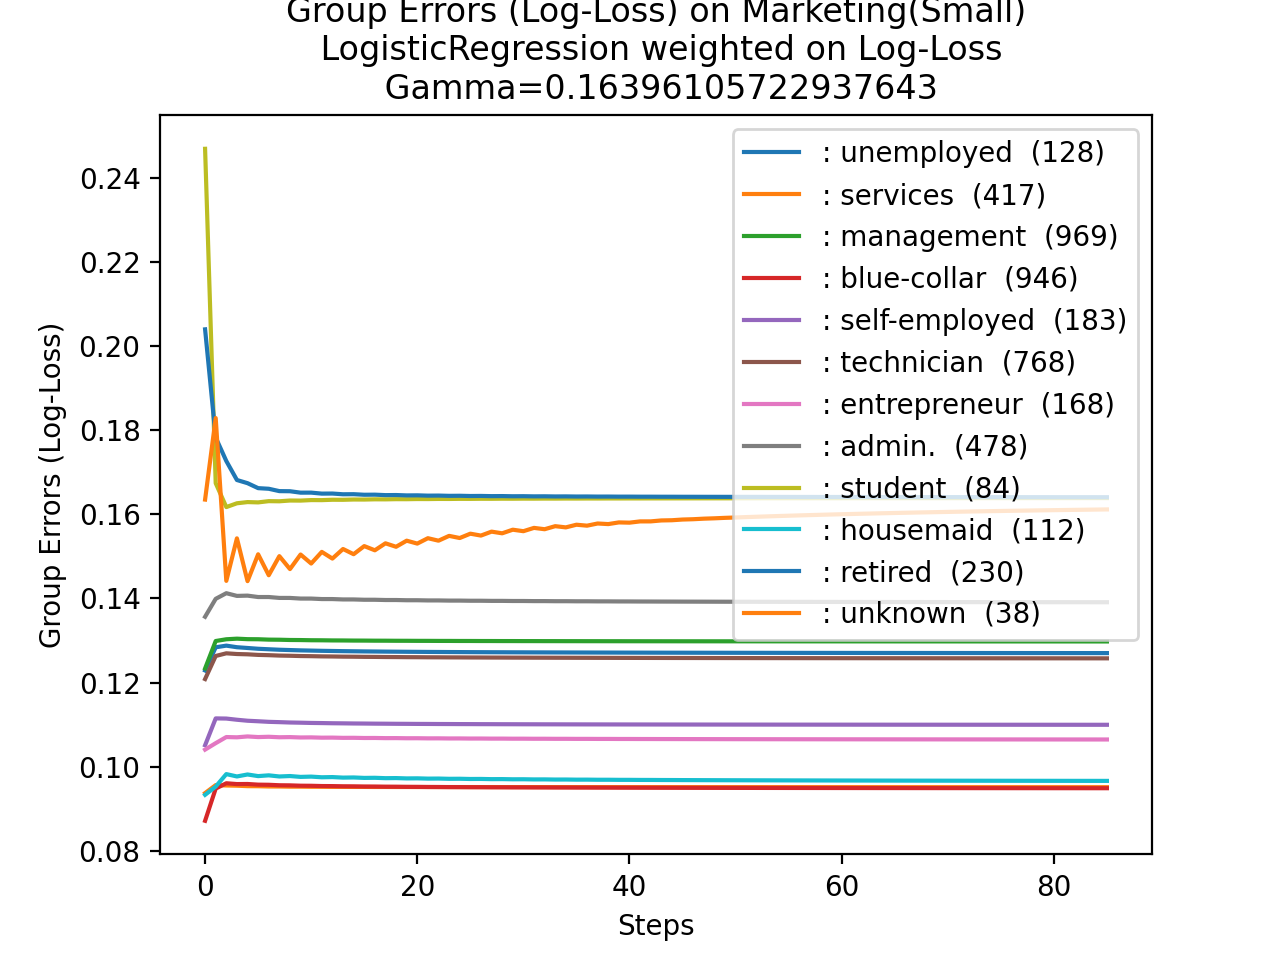 Group Errors (Log-Loss) on Marketing(Small)
LogisticRegression weighted on Log-Loss
Gamma=0.16396105722937643
Group Errors (Log-Loss)
0.24
0.22
0.20
0.18
0.16
0.14
0.12
0.10
0.08
: unemployed (128)
: services (417)
: management (969)
: blue-collar (946)
: self-employed (183)
: technician (768)
: entrepreneur (168)
: admin. (478)
: student (84)
: housemaid (112)
: retired (230)
: unknown (38)
0 20 40 60 80
Steps